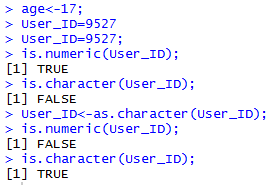 > age<-17;
> User_ID=9527
> User_ID=9527;
> is.numeric(User_ID);
[1] TRUE
> is.character(User_ID);
[1] FALSE
> User_ID<-as.character(User_ID);
> is.numeric(User_ID);
[1] FALSE
> is.character(User_ID);
[1] TRUE